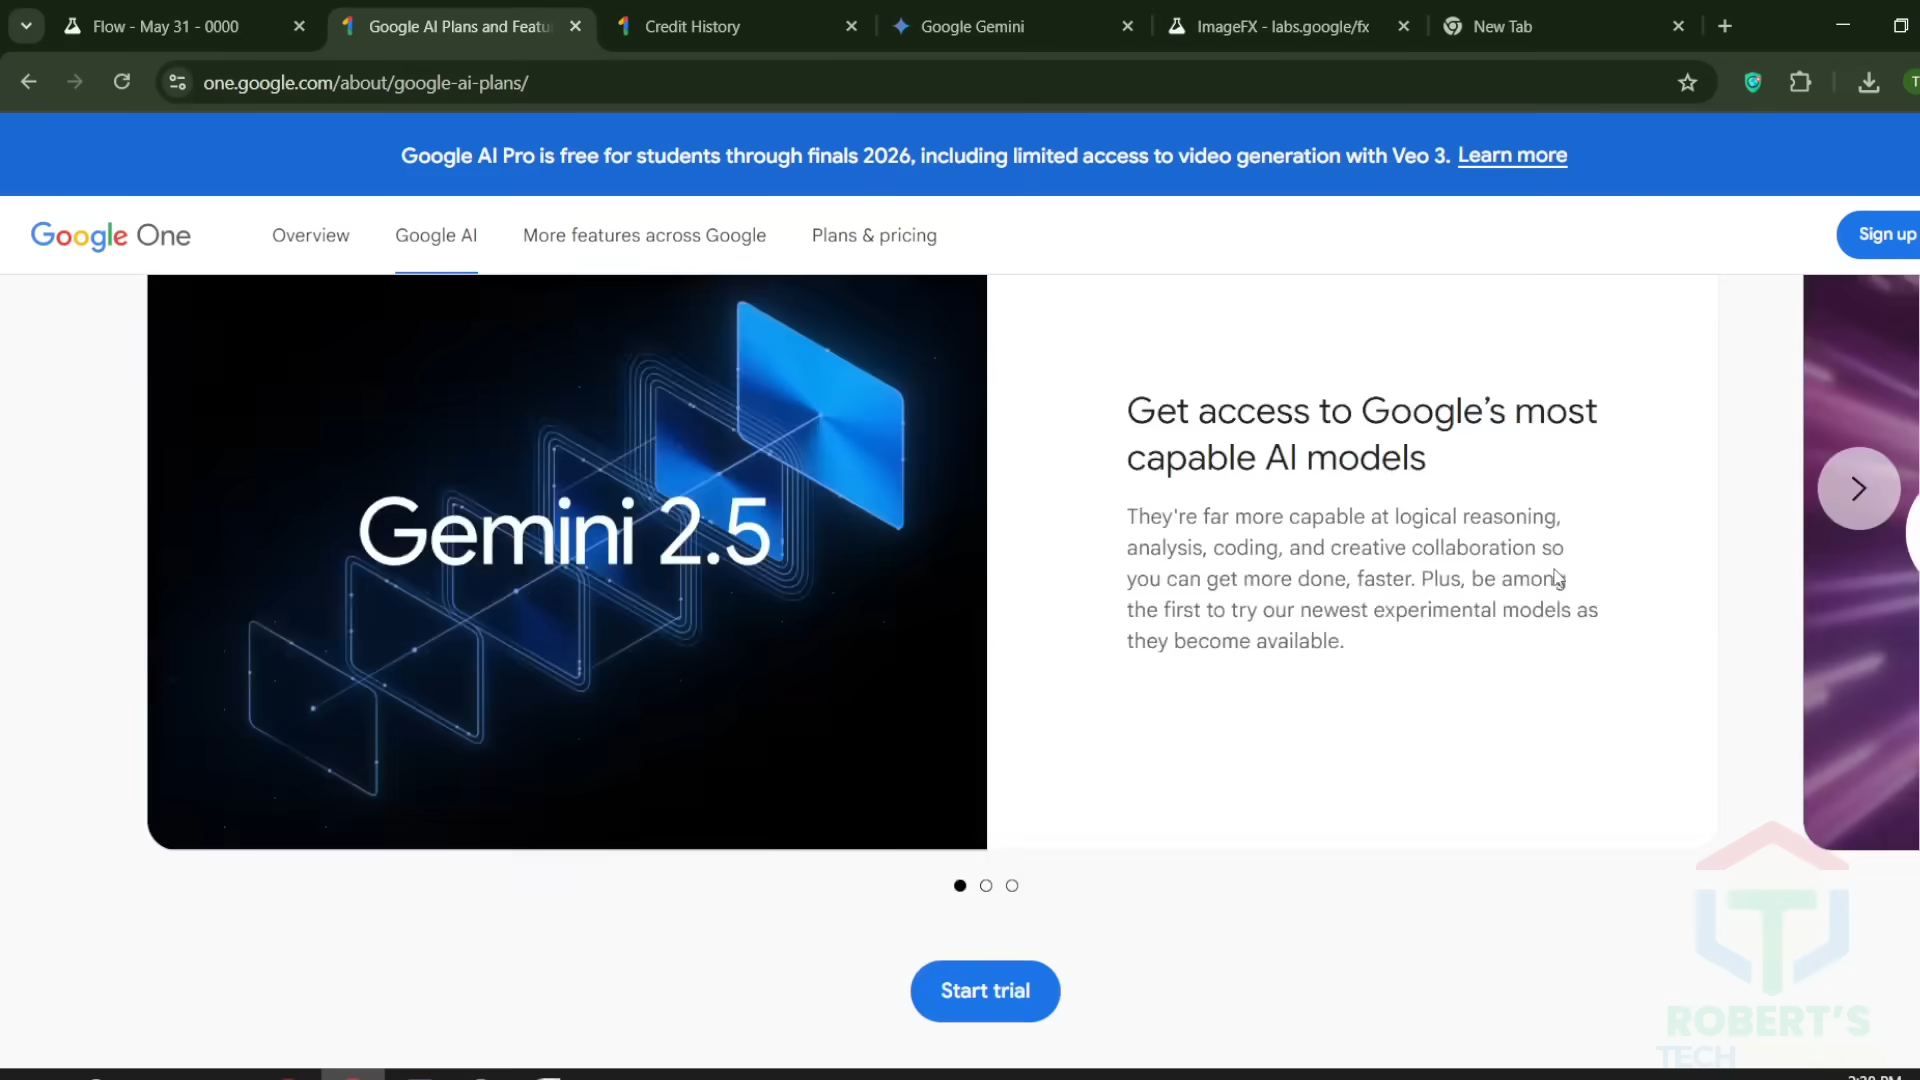 Flow - May 31 - 0000
Google AI Plans and Featu
Credit History
Google Gemini
ImageFX - labs.google/fx
New Tab
one.google.com/about/google-ai-plans/
T
Google AI Pro is free for students through finals 2026, including limited access to video generation with Veo 3. Learn more
Google One
Overview
Google AI
More features across Google
Plans & pricing
Sign up
Gemini 2.5
Get access to Google's most
capable AI models
They're far more capable at logical reasoning,
analysis, coding, and creative collaboration so
you can get more done, faster. Plus, be among
the first to try our newest experimental models as
they become available.
Start trial
ROBERT'S
TECH